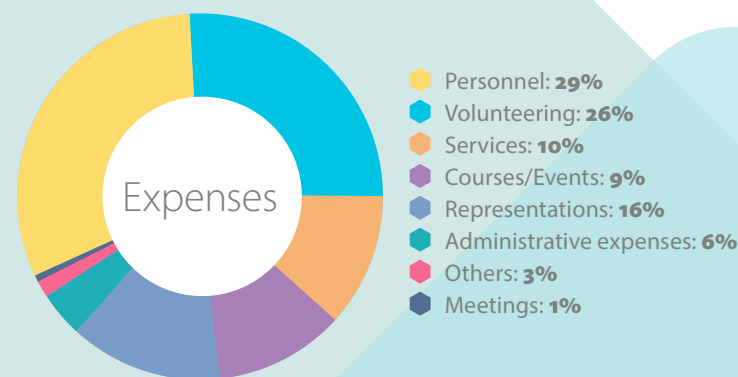 Expenses
Personnel: 29%
Volunteering: 26%
Services: 10%
Courses/Events: 9%
Representations: 16%
Administrative expenses: 6%
Others: 3%
Meetings: 1%